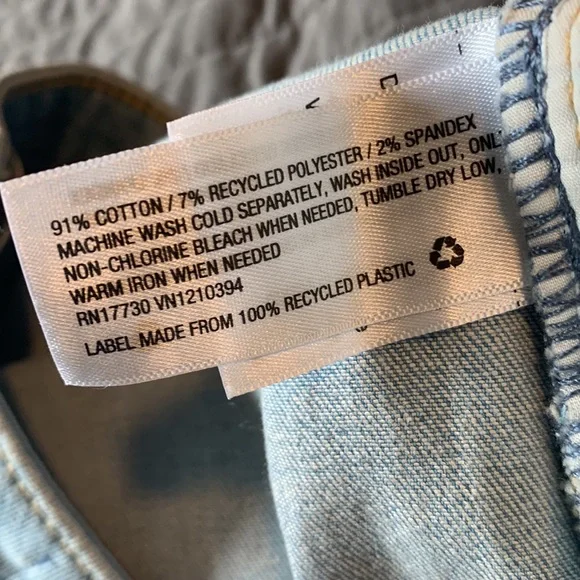 91% COTTON / 7% RECYCLED POLYESTER / 2% SPANDEX
MACHINE WASH COLD SEPARATELY, WASH INSIDE OUT, ONL
NON-CHLORINE BLEACH WHEN NEEDED, TUMBLE DRY LOW,
WARM IRON WHEN NEEDED
RN17730 VN1210394
LABEL MADE FROM 100% RECYCLED PLASTIC